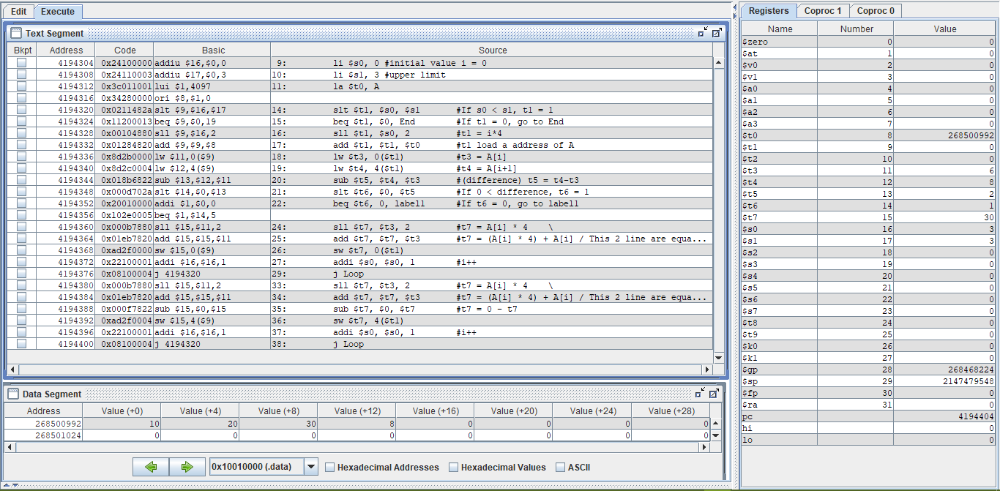 Edit Execute
Text Segment
Bkpt Address Code Basic Source
4194304 0x24100000 addiu $16,$0,0 9: li $s0, 0 #initial value i = 0
4194308 0x24110003 addiu $17,$0,3 10: li $s1, 3 #upper limit
4194312 0x3c011001 lui $1,4097 11: la $t0, A
4194316 0x34280000 ori $8,$1,0
4194320 0x0211482a slt $9,$16,$17 14: slt $t1, $s0, $s1 #If s0 < s1, t1 = 1
4194324 0x11200013 beq $9,$0,19 15: beq $t1, $0, End #If t1 = 0, go to End
4194328 0x00104880 sll $9,$16,2 16: sll $t1, $s0, 2 #t1 = i*4
4194332 0x01284820 add $9,$9,$8 17: add $t1, $t1, $t0 #t1 load a address of A
4194336 0x8d2b0000 lw $11,0($9) 18: lw $t3, 0($t1) #t3 = A[i]
4194340 0x8d2c0004 lw $12,4($9) 19: lw $t4, 4($t1) #t4 = A[i+1]
4194344 0x018b6822 sub $13,$12,$11 20: sub $t5, $t4, $t3 #(difference) t5 = t4-t3
4194348 0x000d702a slt $14,$0,$13 21: slt $t6, $0, $t5 #If 0 < difference, t6 = 1
4194352 0x20010000 addi $1,$0,0 22: beq $t6, 0, label1 #If t6 = 0, go to label1
4194356 0x102e0005 beq $1,$14,5
4194360 0x000b7880 sll $15,$11,2 24: sll $t7, $t3, 2 #t7 = A[i] * 4 \
4194364 0x01eb7820 add $15,$15,$11 25: add $t7, $t7, $t3 #t7 = (A[i] * 4) + A[i] / This 2 line are equa...
4194368 0xad2f0000 sw $15,0($9) 26: sw $t7, 0($t1)
4194372 0x22100001 addi $16,$16,1 27: addi $s0, $s0, 1 #i++
4194376 0x08100004 j 4194320 29: j Loop
4194380 0x000b7880 sll $15,$11,2 33: sll $t7, $t3, 2 #t7 = A[i] * 4 \
4194384 0x01eb7820 add $15,$15,$11 34: add $t7, $t7, $t3 #t7 = (A[i] * 4) + A[i] / This 2 line are equa...
4194388 0x000f7822 sub $15,$0,$15 35: sub $t7, $0, $t7 #t7 = 0 - t7
4194392 0xad2f0004 sw $15,4($9) 36: sw $t7, 4($t1)
4194396 0x22100001 addi $16,$16,1 37: addi $s0, $s0, 1 #i++
4194400 0x08100004 j 4194320 38: j Loop
Data Segment
Address Value (+0) Value (+4) Value (+8) Value (+12) Value (+16) Value (+20) Value (+24) Value (+28)
268500992 10 20 30 8 0 0 0 0
268501024 0 0 0 0 0 0 0 0
0x10010000 (.data) Hexadecimal Addresses Hexadecimal Values ASCII
Registers Coproc 1 Coproc 0
Name Number Value
$zero 0 0
$at 1 0
$v0 2 0
$v1 3 0
$a0 4 0
$a1 5 0
$a2 6 0
$a3 7 0
$t0 8 268500992
$t1 9 0
$t2 10 0
$t3 11 6
$t4 12 8
$t5 13 2
$t6 14 1
$t7 15 30
$s0 16 3
$s1 17 3
$s2 18 0
$s3 19 0
$s4 20 0
$s5 21 0
$s6 22 0
$s7 23 0
$t8 24 0
$t9 25 0
$k0 26 0
$k1 27 0
$gp 28 268468224
$sp 29 2147479548
$fp 30 0
$ra 31 0
pc 4194404
hi 0
lo 0